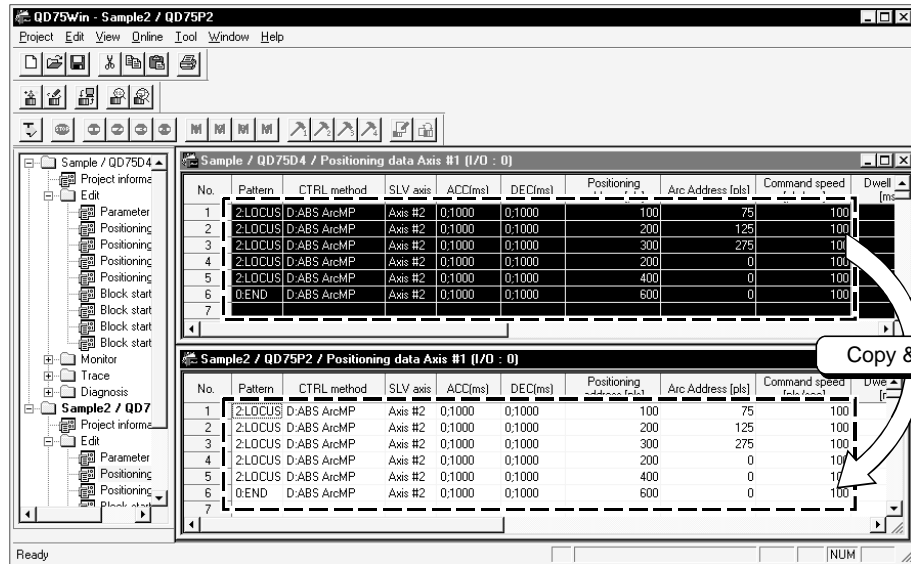 QD75Win - Sample2 / QD75P2
Project Edit View Online Tool Window Help
STOP
Sample / QD75D4
Project informa
Edit
Parameter
Positioning
Positioning
Positioning
Positioning
Block start
Block start
Block start
Block start
Monitor
Trace
Diagnosis
Sample2 / QD7
Project informa
Edit
Parameter
Positioning
Positioning
Sample / QD75D4 / Positioning data Axis #1 (I/O : 0)
No. Pattern CTRL method SLV axis ACC(ms) DEC(ms) Positioning Arc Address [pls] Command speed Dwell [ms
1 2:LOCUS D:ABS ArcMP Axis #2 0;1000 0;1000 100 75 100
2 2:LOCUS D:ABS ArcMP Axis #2 0;1000 0;1000 200 125 100
3 2:LOCUS D:ABS ArcMP Axis #2 0;1000 0;1000 300 275 100
4 2:LOCUS D:ABS ArcMP Axis #2 0;1000 0;1000 200 0 100
5 2:LOCUS D:ABS ArcMP Axis #2 0;1000 0;1000 400 0 100
6 0:END D:ABS ArcMP Axis #2 0;1000 0;1000 600 0 100
7
Copy &
Sample2 / QD75P2 / Positioning data Axis #1 (I/O : 0)
No. Pattern CTRL method SLV axis ACC(ms) DEC(ms) Positioning Arc Address [pls] Command speed Dwe
1 2:LOCUS D:ABS ArcMP Axis #2 0;1000 0;1000 100 75 100
2 2:LOCUS D:ABS ArcMP Axis #2 0;1000 0;1000 200 125 100
3 2:LOCUS D:ABS ArcMP Axis #2 0;1000 0;1000 300 275 100
4 2:LOCUS D:ABS ArcMP Axis #2 0;1000 0;1000 200 0 100
5 2:LOCUS D:ABS ArcMP Axis #2 0;1000 0;1000 400 0 100
6 0:END D:ABS ArcMP Axis #2 0;1000 0;1000 600 0 100
7
Ready NUM